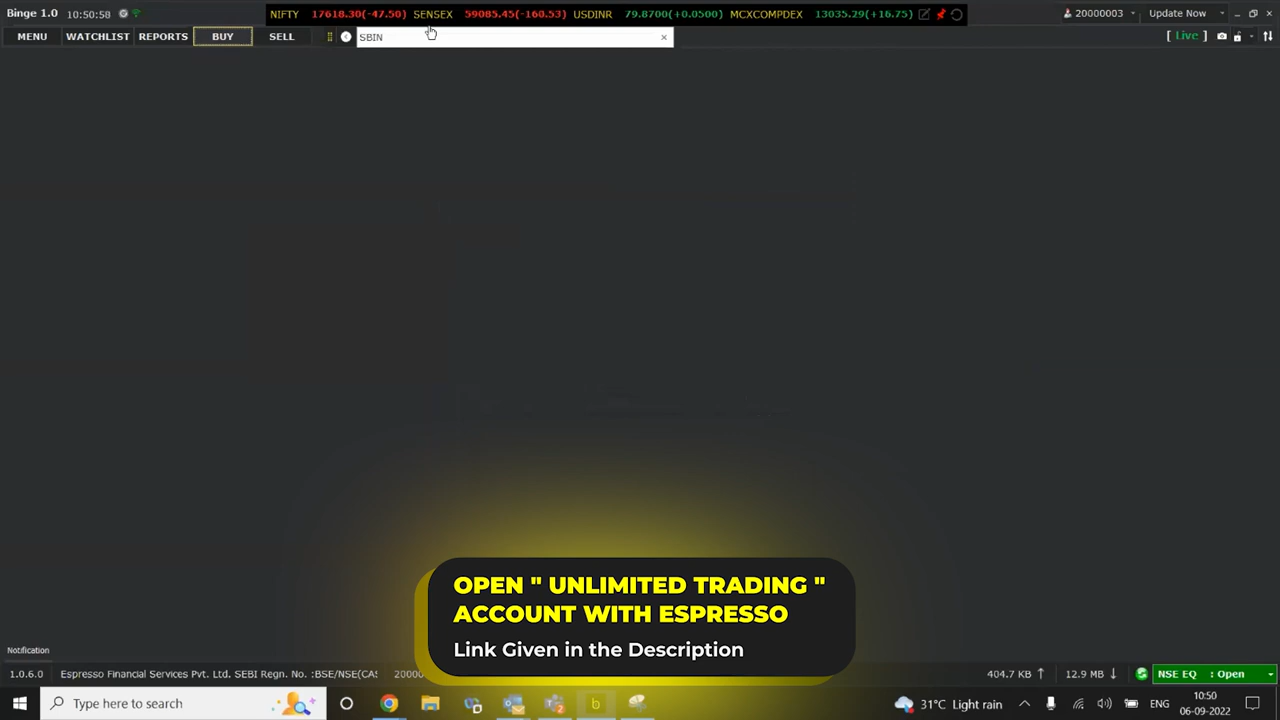 Binge 1.0 10:50:58 NIFTY 17618.30(-47.50) SENSEX 59085.45(-160.53) USDINR 79.8700(+0.0500) MCXCOMPDEX 13035.29(+16.75) 20000003 Update Now
MENU WATCHLIST REPORTS BUY SELL SBIN [ Live ]
OPEN " UNLIMITED TRADING "
ACCOUNT WITH ESPRESSO
Link Given in the Description
Notification
1.0.6.0 Espresso Financial Services Pvt. Ltd. SEBI Regn. No. :BSE/NSE(CAS 20000 404.7 KB 12.9 MB NSE EQ : Open
Type here to search 31°C Light rain ENG 10:50
06-09-2022